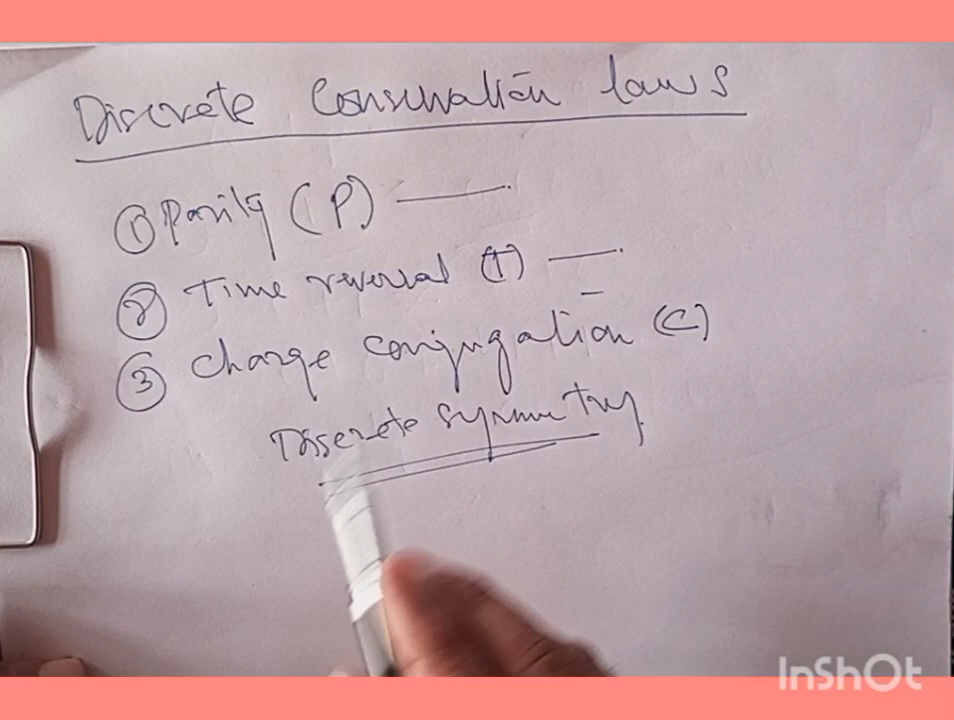 Discrete Conservation laws
① Parity (P) —
② Time reversal (T) —
③ charge conjugation (C)
Discrete symmetry
InShOt